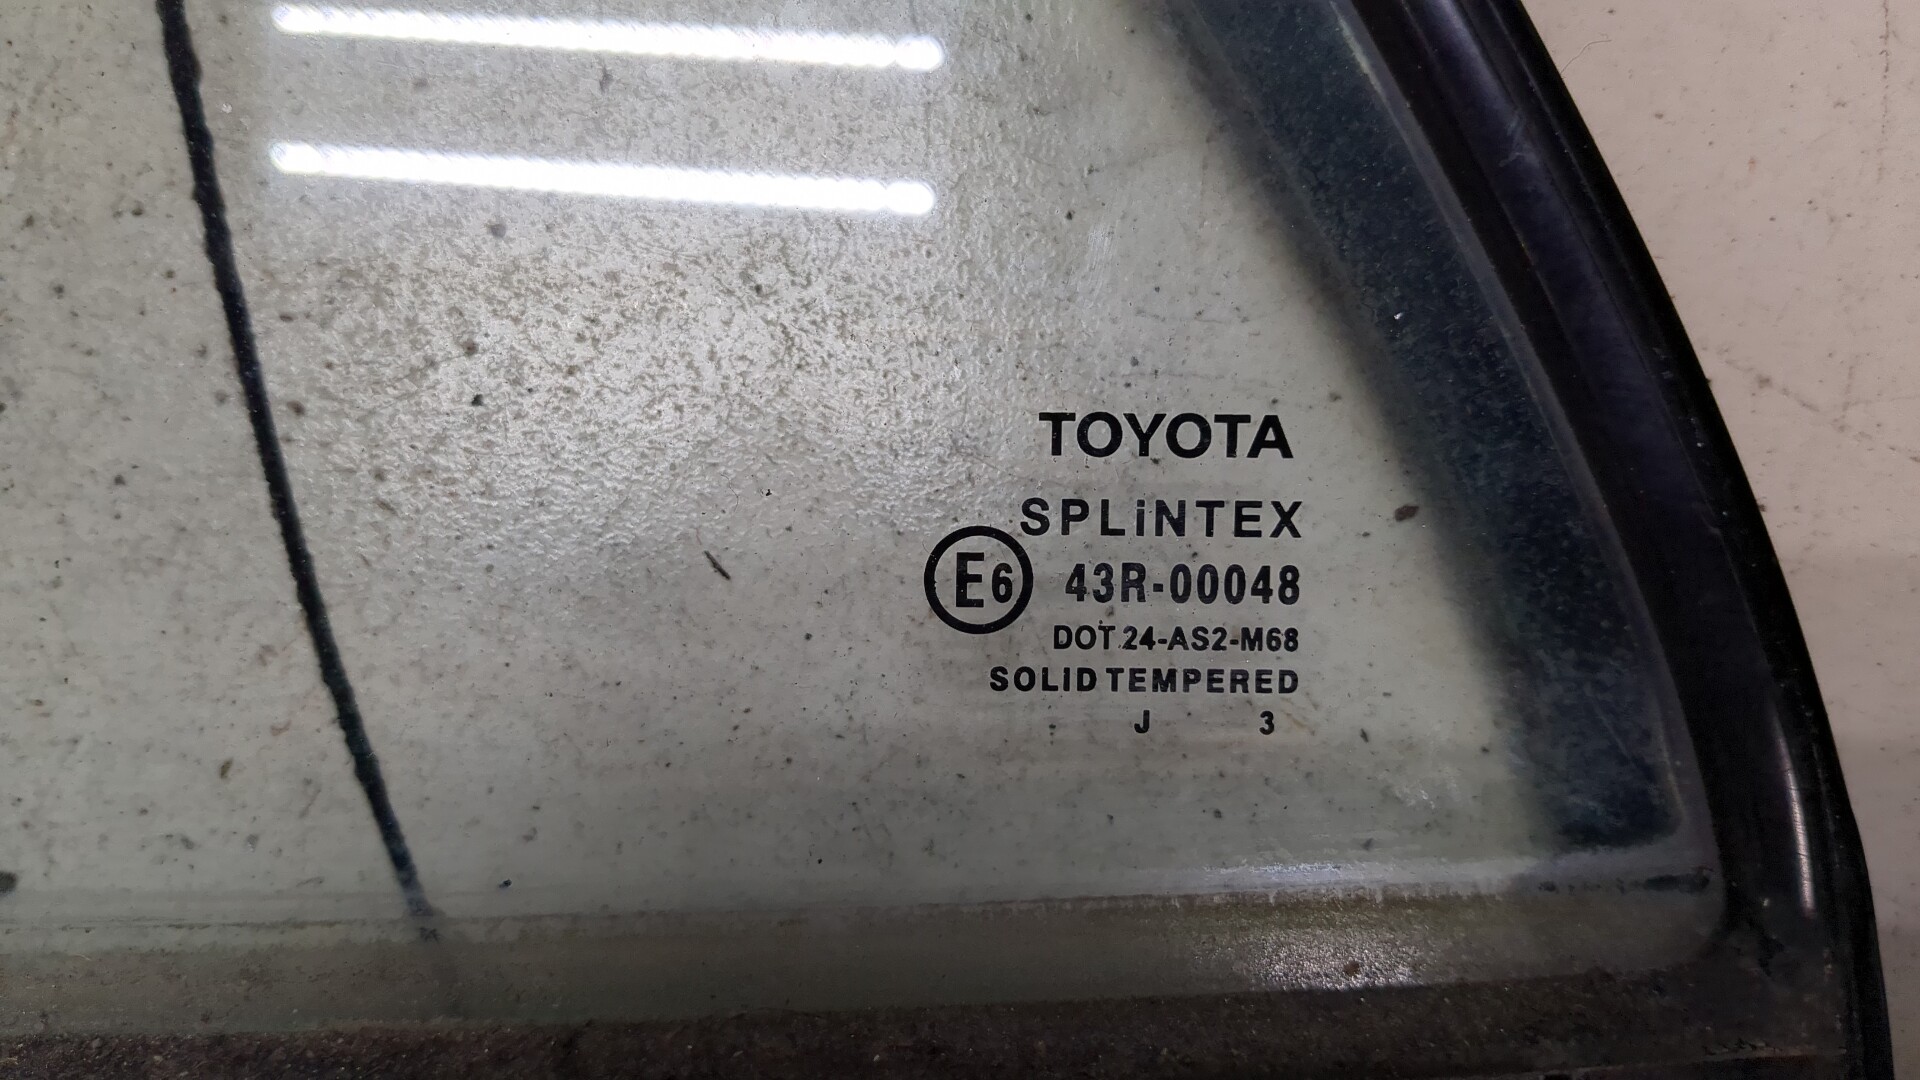 TOYOTA
SPLiNTEX
E6 43R-00048
DOT 24-AS2-M68
SOLID TEMPERED
J 3